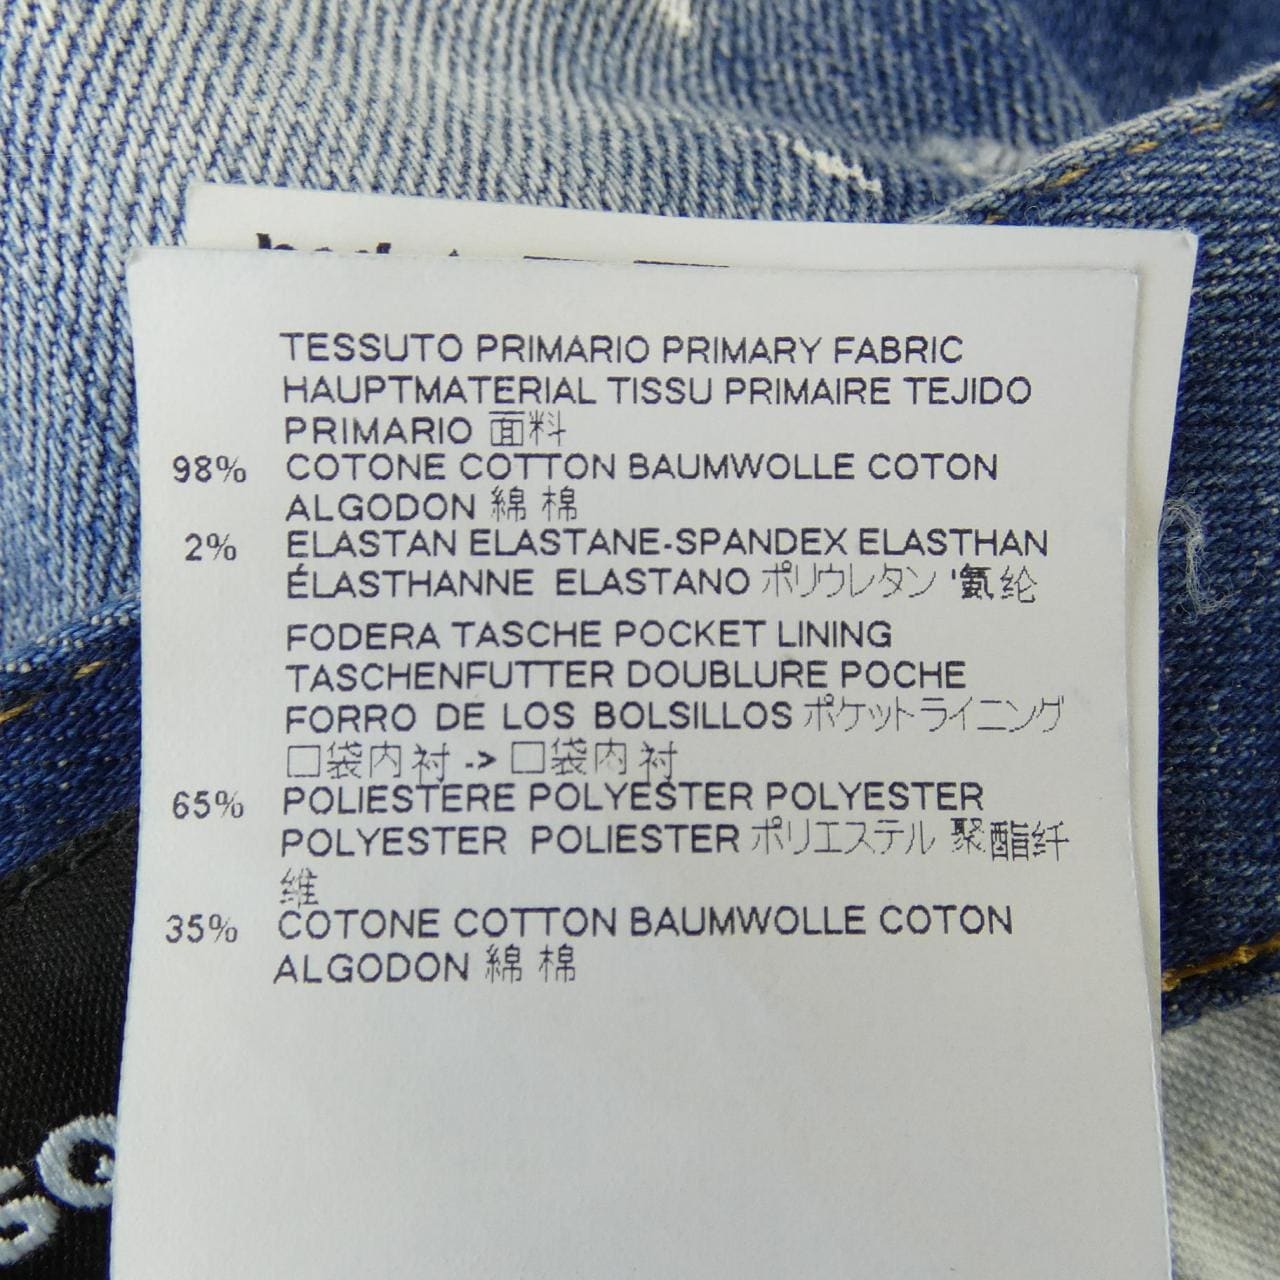 TESSUTO PRIMARIO PRIMARY FABRIC
HAUPTMATERIAL TISSU PRIMAIRE TEJIDO
PRIMARIO 面料
98% COTONE COTTON BAUMWOLLE COTON
ALGODON 綿 棉
2% ELASTAN ELASTANE-SPANDEX ELASTHAN
ÉLASTHANNE ELASTANO ポリウレタン '氨纶
FODERA TASCHE POCKET LINING
TASCHENFUTTER DOUBLURE POCHE
FORRO DE LOS BOLSILLOS ポケットライニング
口袋内衬 -> 口袋内衬
65% POLIESTERE POLYESTER POLYESTER
POLYESTER POLIESTER ポリエステル 聚酯纤
维
35% COTONE COTTON BAUMWOLLE COTON
ALGODON 綿 棉
SQ